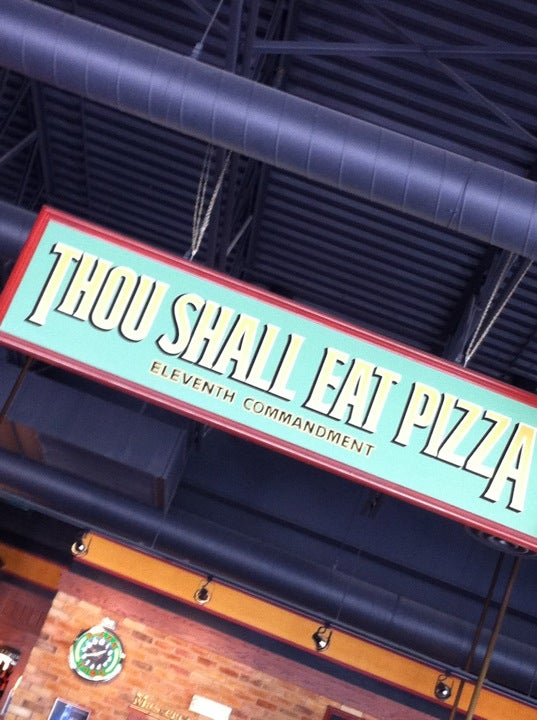 THOU SHALL EAT PIZZA
ELEVENTH COMMANDMENT